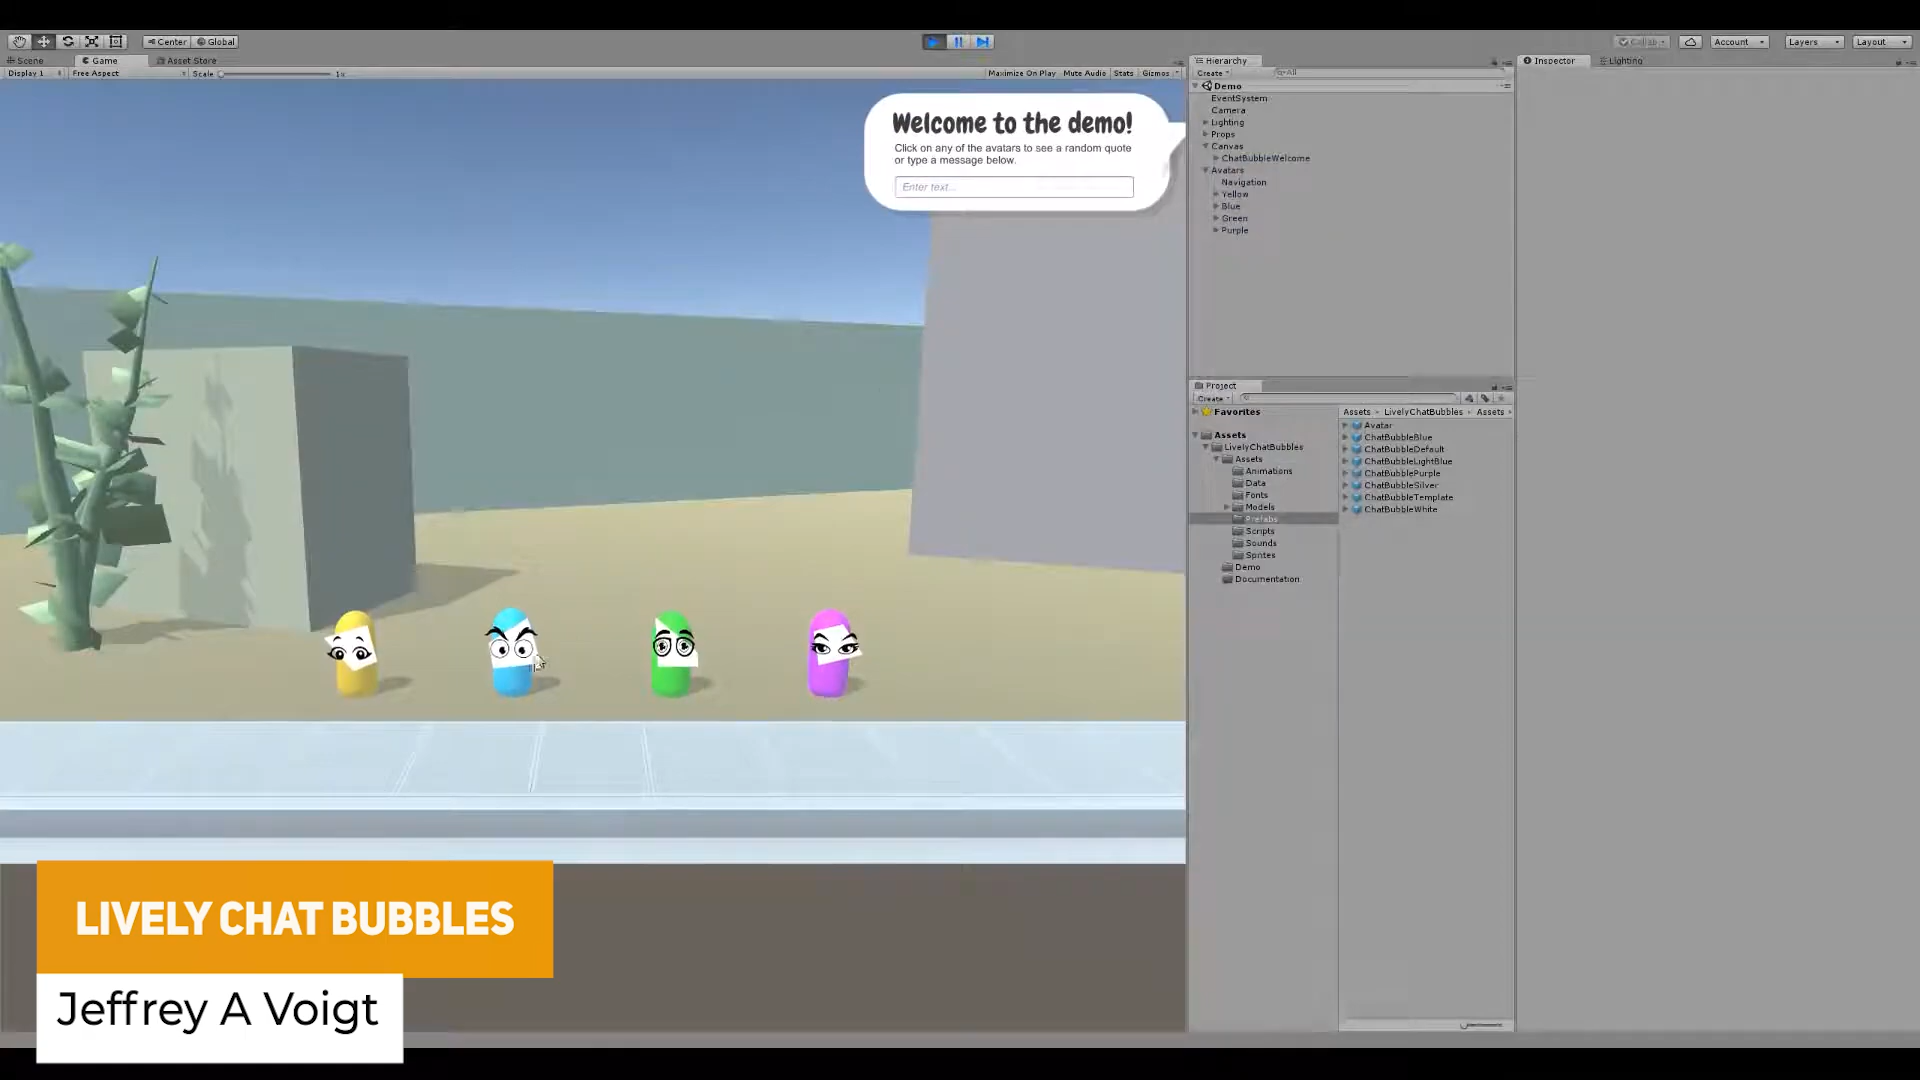 Center
Global
Collab
Account
Layers
Layout
Scene
Game
Asset Store
Display 1
Free Aspect
Scale
1x
Maximize On Play
Mute Audio
Stats
Gizmos
Welcome to the demo!
Click on any of the avatars to see a random quote
or type a message below.
Enter text...
Hierarchy
Create
All
Demo
EventSystem
Camera
Lighting
Props
Canvas
ChatBubbleWelcome
Avatars
Navigation
Yellow
Blue
Green
Purple
Inspector
Lighting
Project
Create
Favorites
Assets
LivelyChatBubbles
Assets
Animations
Data
Fonts
Models
Prefabs
Scripts
Sounds
Sprites
Demo
Documentation
Assets
LivelyChatBubbles
Assets
Avatar
ChatBubbleBlue
ChatBubbleDefault
ChatBubbleLightBlue
ChatBubblePurple
ChatBubbleSilver
ChatBubbleTemplate
ChatBubbleWhite
LIVELY CHAT BUBBLES
Jeffrey A Voigt